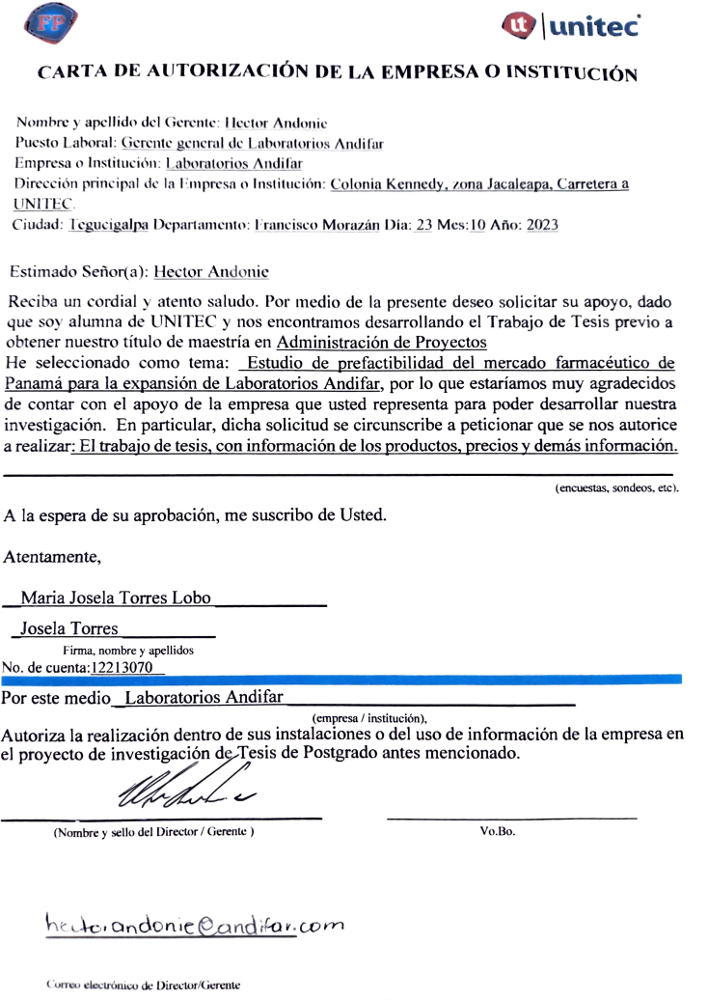 FP
ut unitec
CARTA DE AUTORIZACIÓN DE LA EMPRESA O INSTITUCIÓN
Nombre y apellido del Gerente: Hector Andonie
Puesto Laboral: Gerente general de Laboratorios Andifar
Empresa o Institución: Laboratorios Andifar
Dirección principal de la Empresa o Institución: Colonia Kennedy, zona Jacaleapa, Carretera a
UNITEC.
Ciudad: Tegucigalpa Departamento: Francisco Morazán Día: 23 Mes:10 Año: 2023
Estimado Señor(a): Hector Andonie
Reciba un cordial y atento saludo. Por medio de la presente deseo solicitar su apoyo, dado
que soy alumna de UNITEC y nos encontramos desarrollando el Trabajo de Tesis previo a
obtener nuestro título de maestría en Administración de Proyectos
He seleccionado como tema: Estudio de prefactibilidad del mercado farmacéutico de
Panamá para la expansión de Laboratorios Andifar, por lo que estaríamos muy agradecidos
de contar con el apoyo de la empresa que usted representa para poder desarrollar nuestra
investigación. En particular, dicha solicitud se circunscribe a peticionar que se nos autorice
a realizar: El trabajo de tesis, con información de los productos, precios y demás información.
(encuestas, sondeos, etc).
A la espera de su aprobación, me suscribo de Usted.
Atentamente,
Maria Josela Torres Lobo
Josela Torres
Firma, nombre y apellidos
No. de cuenta:12213070
Por este medio Laboratorios Andifar
(empresa / institución),
Autoriza la realización dentro de sus instalaciones o del uso de información de la empresa en
el proyecto de investigación de Tesis de Postgrado antes mencionado.
(Nombre y sello del Director / Gerente ) Vo.Bo.
hectorandonie@andifar.com
Correo electrónico de Director/Gerente